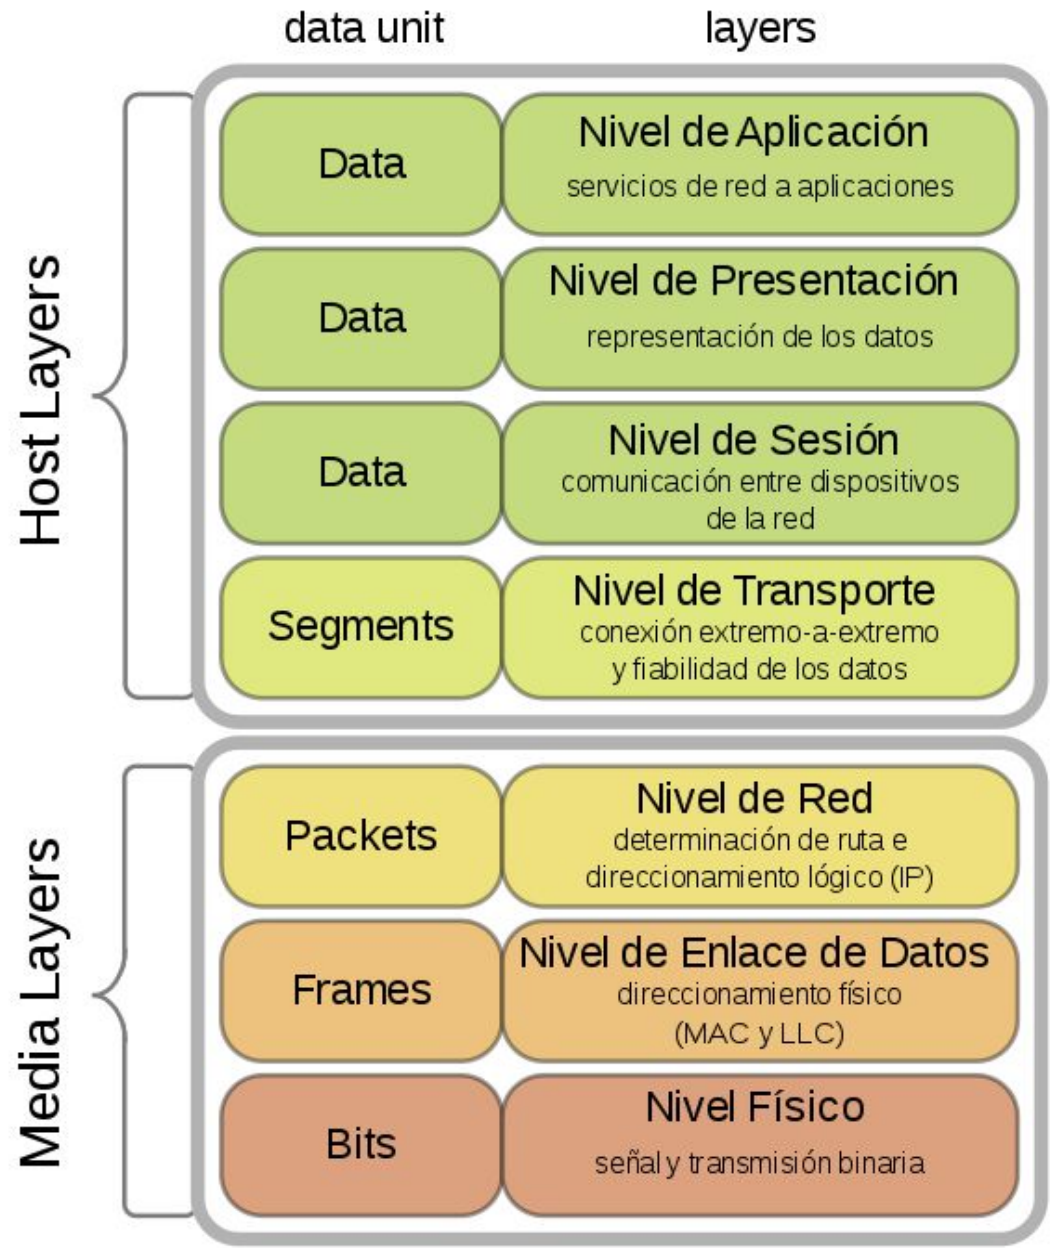 data unit
layers
Host Layers
Data
Nivel de Aplicación
servicios de red a aplicaciones
Data
Nivel de Presentación
representación de los datos
Data
Nivel de Sesión
comunicación entre dispositivos
de la red
Segments
Nivel de Transporte
conexión extremo-a-extremo
y fiabilidad de los datos
Media Layers
Packets
Nivel de Red
determinación de ruta e
direccionamiento lógico (IP)
Frames
Nivel de Enlace de Datos
direccionamiento físico
(MAC y LLC)
Bits
Nivel Físico
señal y transmisión binaria